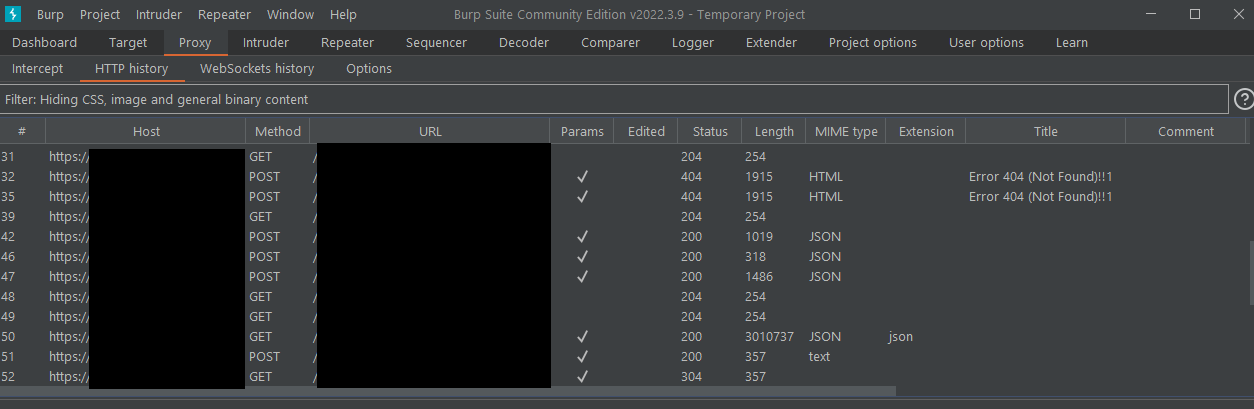 Burp Project Intruder Repeater Window Help Burp Suite Community Edition v2022.3.9 - Temporary Project
Dashboard Target Proxy Intruder Repeater Sequencer Decoder Comparer Logger Extender Project options User options Learn
Intercept HTTP history WebSockets history Options
Filter: Hiding CSS, image and general binary content ?
# Host Method URL Params Edited Status Length MIME type Extension Title Comment
31 https:// GET / 204 254
32 https:// POST / ✓ 404 1915 HTML Error 404 (Not Found)!!1
35 https:// POST / ✓ 404 1915 HTML Error 404 (Not Found)!!1
39 https:// GET / 204 254
42 https:// POST / ✓ 200 1019 JSON
46 https:// POST / ✓ 200 318 JSON
47 https:// POST / ✓ 200 1486 JSON
48 https:// GET / 204 254
49 https:// GET / 204 254
50 https:// GET / ✓ 200 3010737 JSON json
51 https:// POST / ✓ 200 357 text
52 https:// GET / ✓ 304 357